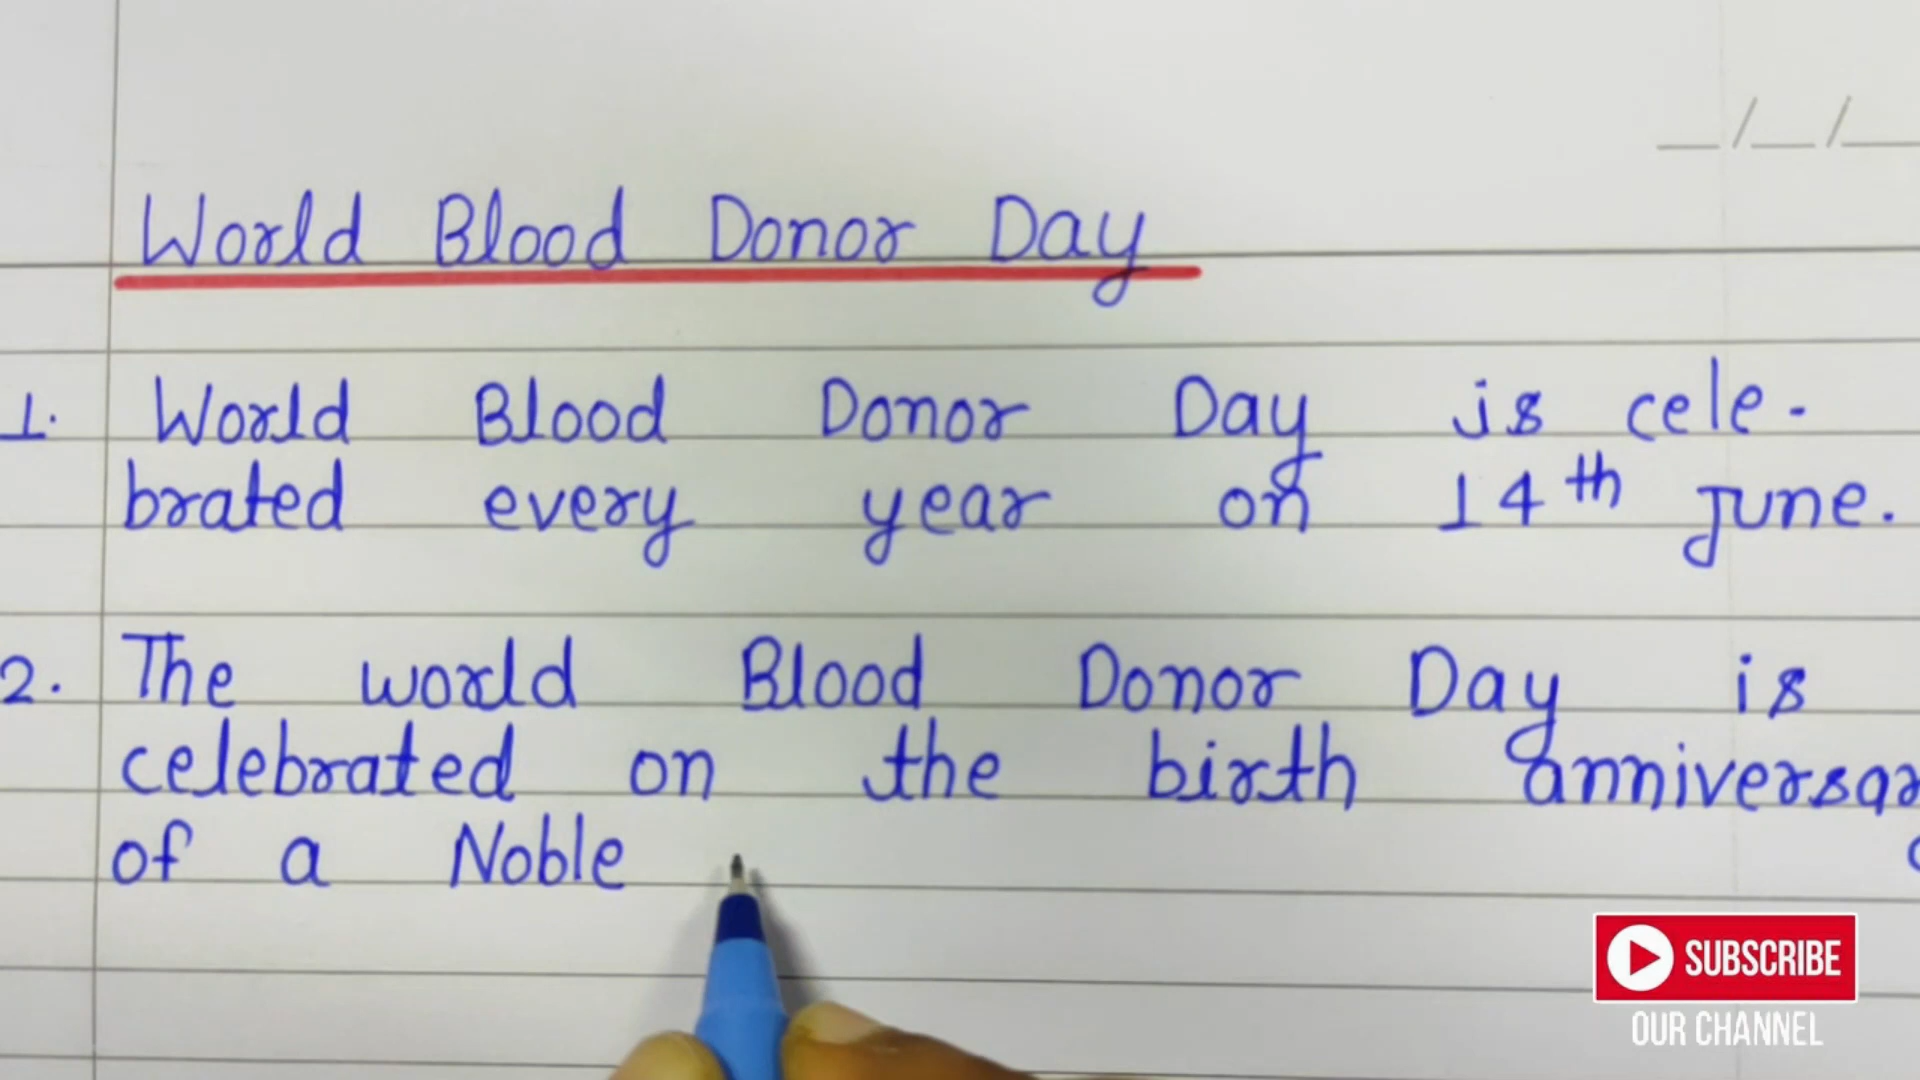 World Blood Donor Day
1. World Blood Donor Day is cele-
brated every year on 14th June.
2. The world Blood Donor Day is
celebrated on the birth anniversary
of a Noble
SUBSCRIBE
OUR CHANNEL